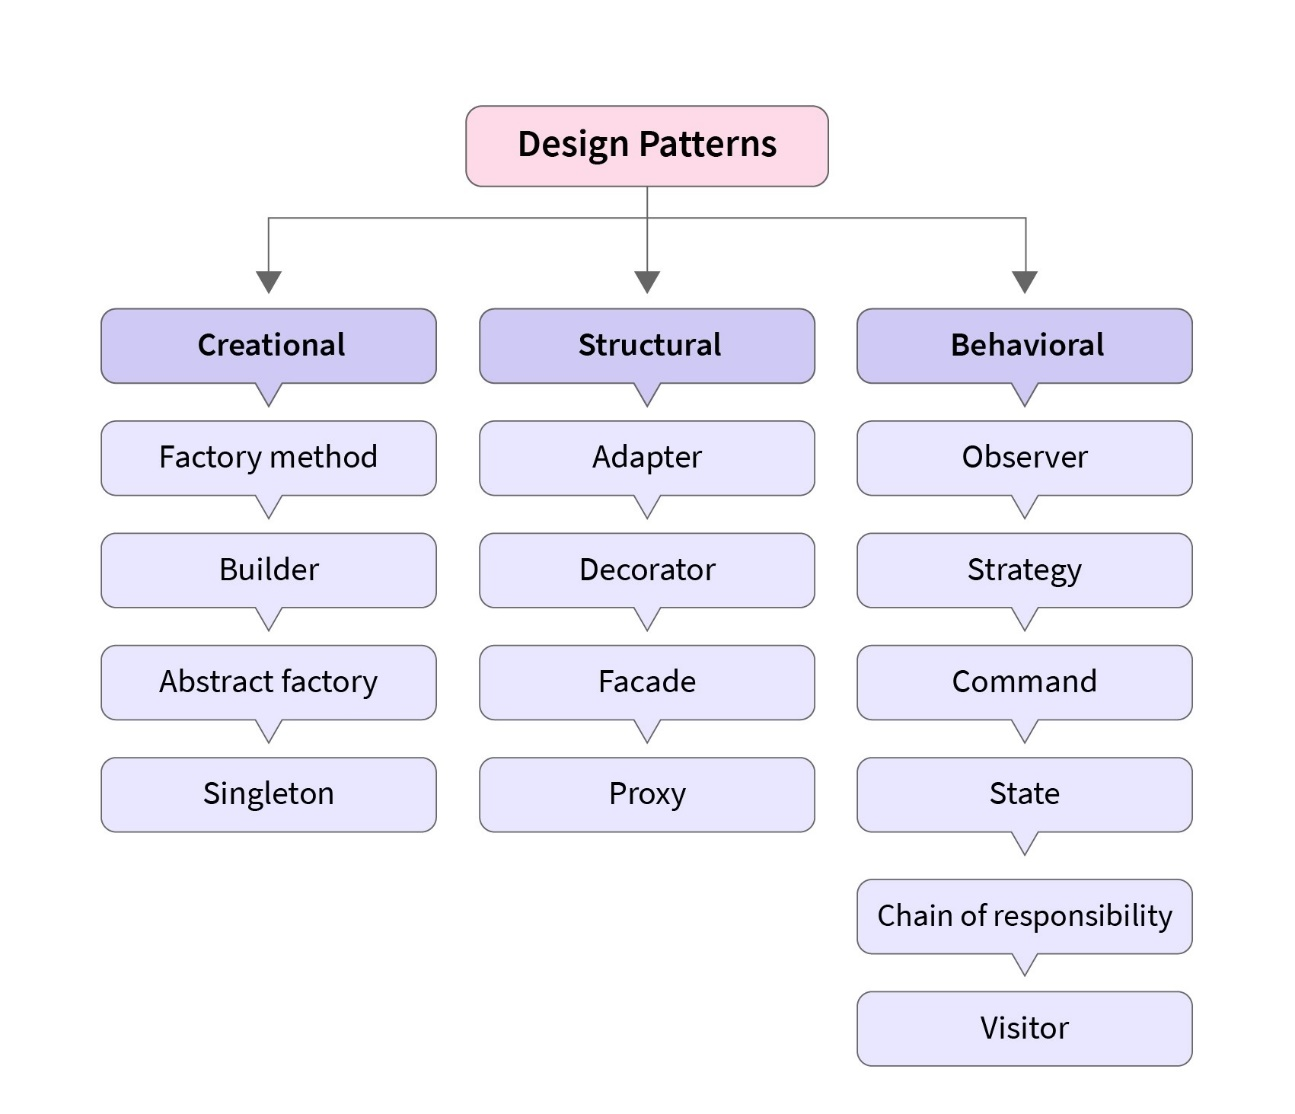 Design Patterns
Creational
Structural
Behavioral
Factory method
Adapter
Observer
Builder
Decorator
Strategy
Abstract factory
Facade
Command
Singleton
Proxy
State
Chain of responsibility
Visitor